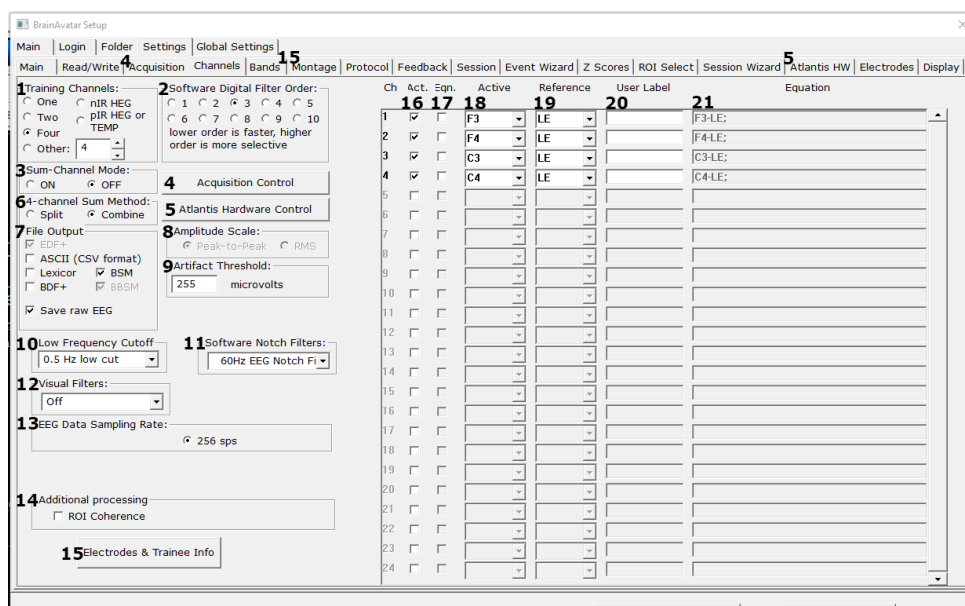 BrainAvatar Setup
Main Login Folder Settings Global Settings
4 15 5
Main Read/Write Acquisition Channels Bands Montage Protocol Feedback Session Event Wizard Z Scores ROI Select Session Wizard Atlantis HW Electrodes Display
1 Training Channels:
One nIR HEG
Two pIR HEG or TEMP
Four
Other: 4
2 Software Digital Filter Order:
1 2 3 4 5
6 7 8 9 10
lower order is faster, higher
order is more selective
3 Sum-Channel Mode:
ON OFF
4 Acquisition Control
6 4-channel Sum Method:
Split Combine
5 Atlantis Hardware Control
7 File Output
EDF+
ASCII (CSV format)
Lexicor BSM
BDF+ BBSM
Save raw EEG
8 Amplitude Scale:
Peak-to-Peak RMS
9 Artifact Threshold:
255 microvolts
10 Low Frequency Cutoff
0.5 Hz low cut
11 Software Notch Filters:
60Hz EEG Notch Fi
12 Visual Filters:
Off
13 EEG Data Sampling Rate:
256 sps
14 Additional processing
ROI Coherence
15 Electrodes & Trainee Info
Ch Act. Eqn. Active Reference User Label Equation
16 17 18 19 20 21
1 F3 LE F3-LE;
2 F4 LE F4-LE;
3 C3 LE C3-LE;
4 C4 LE C4-LE;
5
6
7
8
9
10
11
12
13
14
15
16
17
18
19
20
21
22
23
24